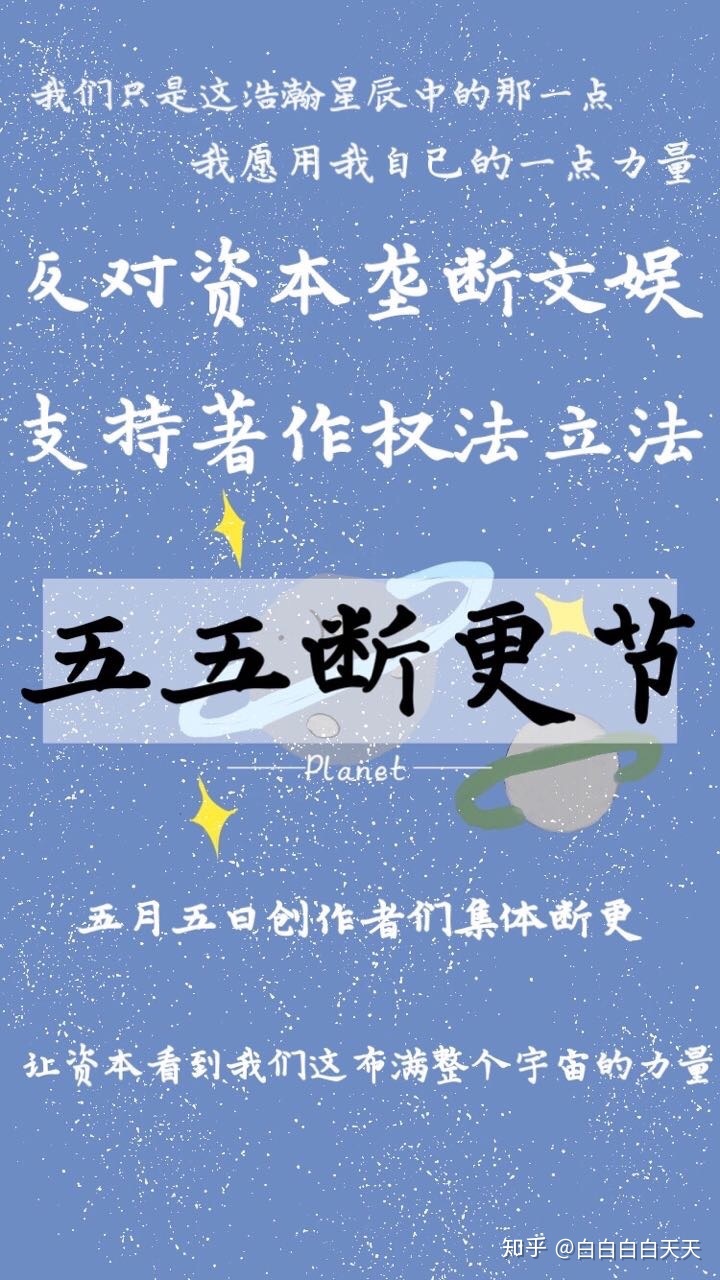 我们只是这浩瀚星辰中的那一点
我愿用我自己的一点力量
反对资本垄断文娱
支持著作权法立法
五五断更节
Planet
五月五日创作者们集体断更
让资本看到我们这布满整个宇宙的力量
知乎 @白白白白天天